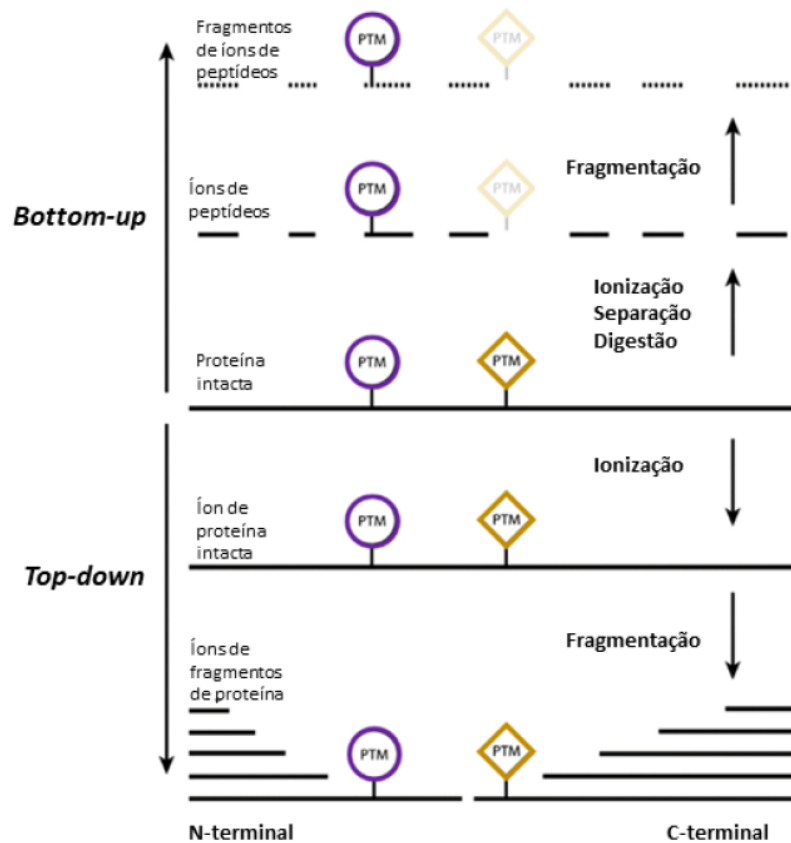 Fragmentos
de íons de
peptídeos
PTM
PTM
Fragmentação
Íons de
peptídeos
PTM
PTM
Bottom-up
Ionização
Separação
Digestão
Proteína
intacta
PTM
PTM
Ionização
Íon de
proteína
intacta
PTM
PTM
Top-down
Fragmentação
Íons de
fragmentos
de proteína
PTM
PTM
N-terminal
C-terminal